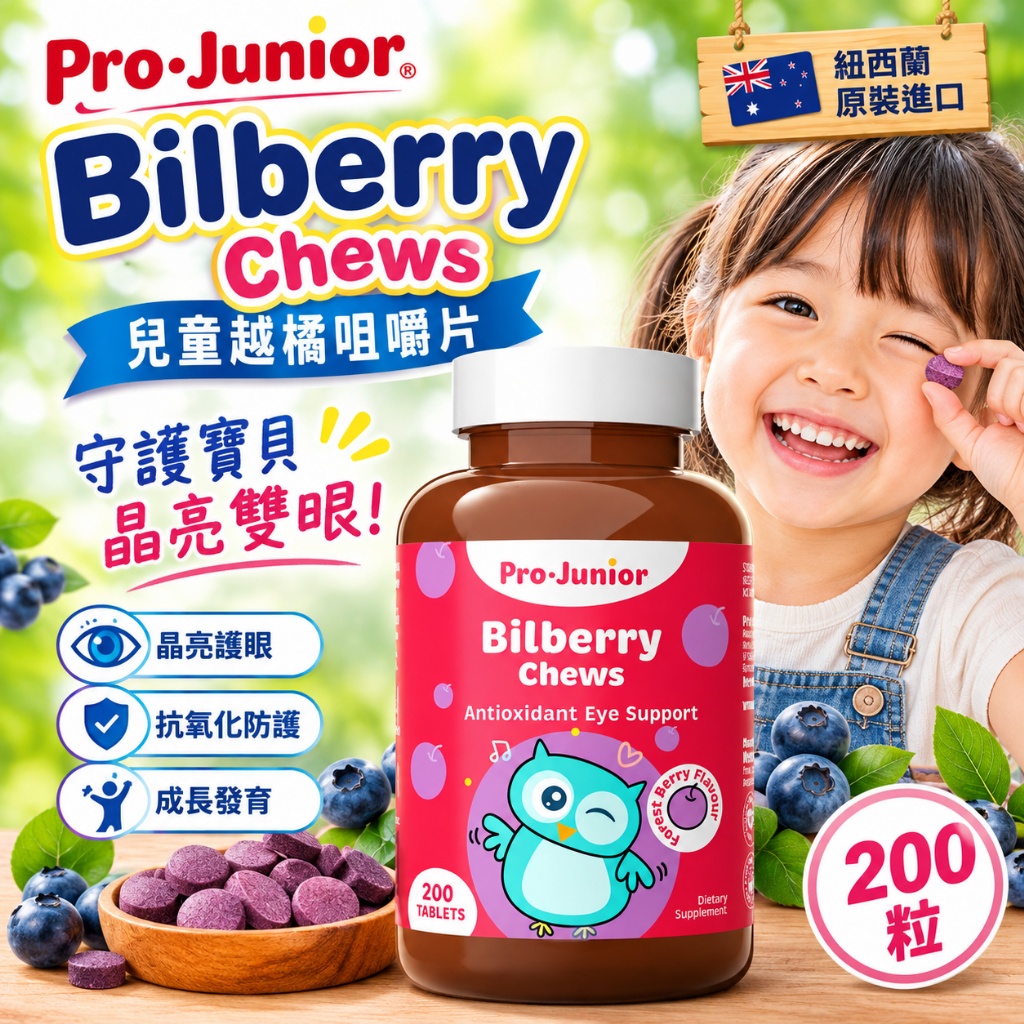 Pro·Junior®
Bilberry
Chews
兒童越橘咀嚼片
紐西蘭
原裝進口
守護寶貝
晶亮雙眼!
晶亮護眼
抗氧化防護
成長發育
Pro·Junior
Bilberry
Chews
Antioxidant Eye Support
Forest Berry Flavour
200
TABLETS
Dietary
Supplement
200
粒